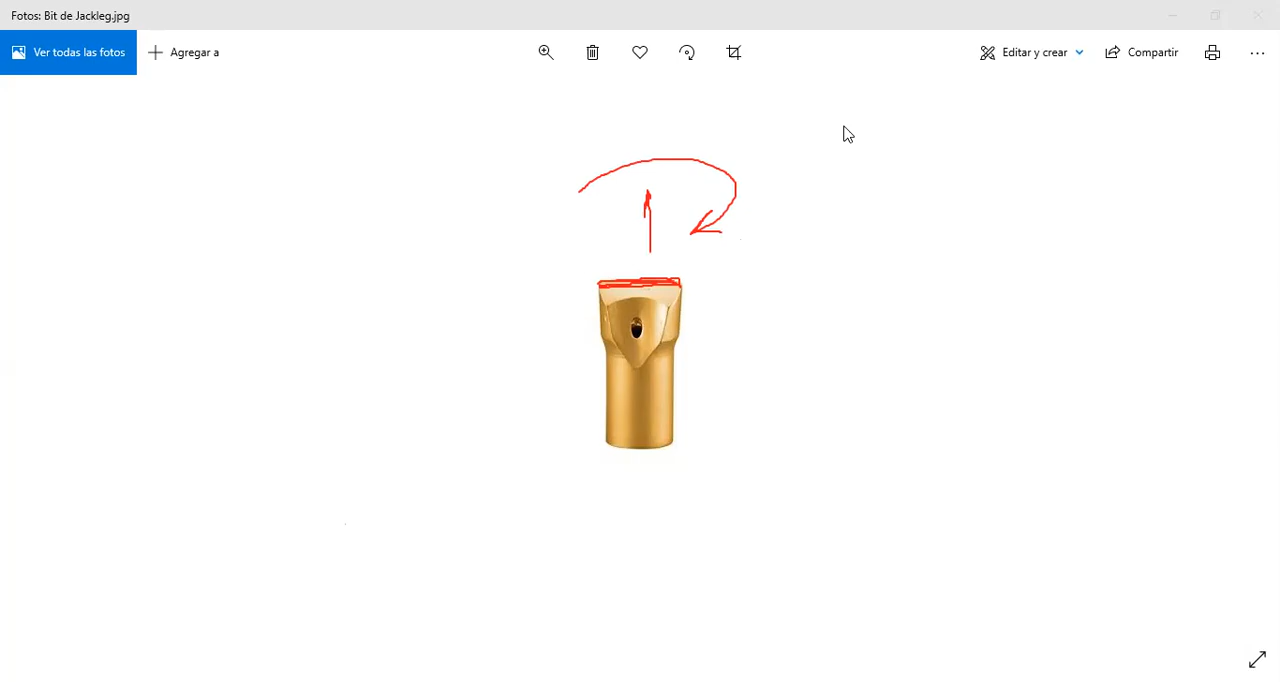 Fotos: Bit de Jackleg.jpg
Ver todas las fotos
Agregar a
Editar y crear
Compartir